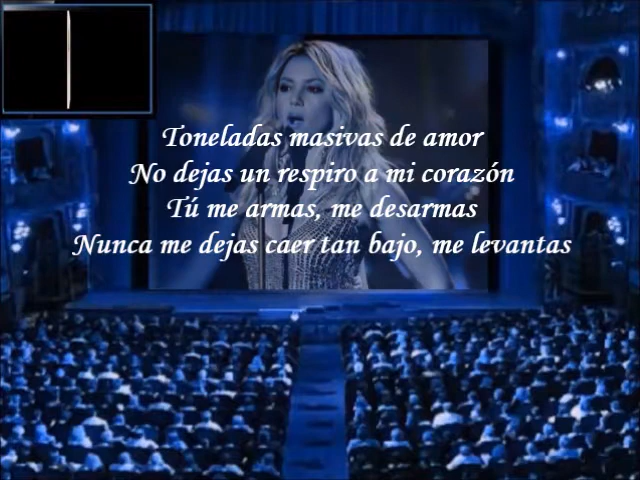 Toneladas masivas de amor
No dejas un respiro a mi corazón
Tú me armas, me desarmas
Nunca me dejas caer tan bajo, me levantas